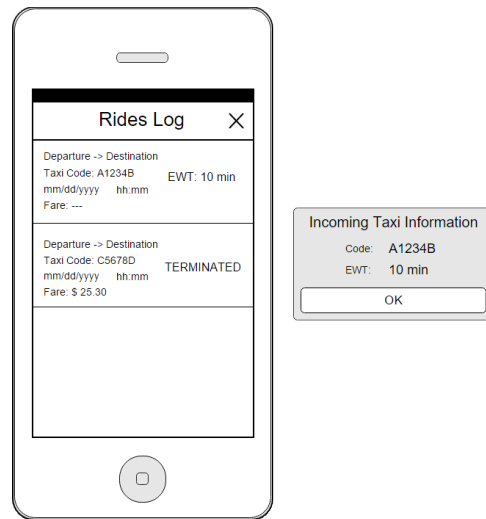 Rides Log
Departure -> Destination
Taxi Code: A1234B
EWT: 10 min
mm/dd/yyyy hh:mm
Fare: ---
Departure -> Destination
Taxi Code: C5678D
TERMINATED
mm/dd/yyyy hh:mm
Fare: $ 25.30
Incoming Taxi Information
Code: A1234B
EWT: 10 min
OK